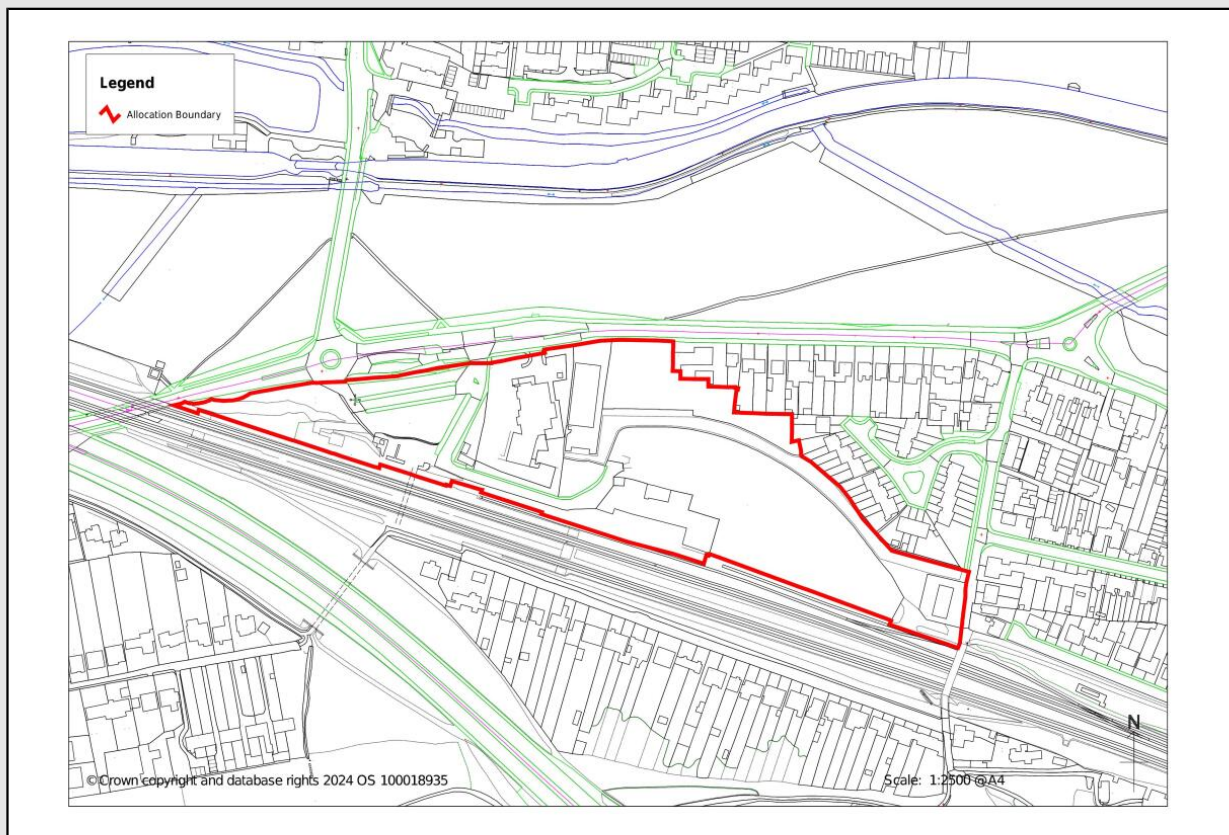 Legend
Allocation Boundary
N
© Crown copyright and database rights 2024 OS 100018935
Scale: 1:2500 @A4